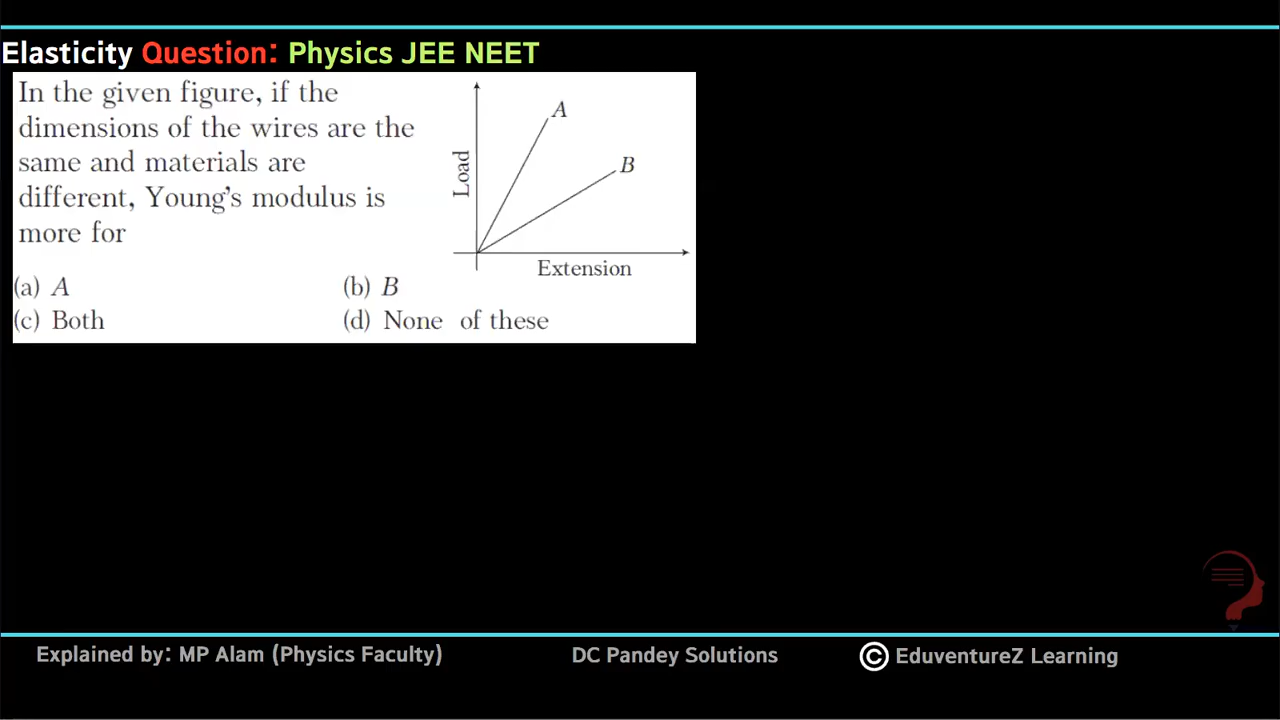 Elasticity Question: Physics JEE NEET
In the given figure, if the
dimensions of the wires are the
same and materials are
different, Young's modulus is
more for
A
B
Load
Extension
(a) A (b) B
(c) Both (d) None of these
Explained by: MP Alam (Physics Faculty) DC Pandey Solutions © EduventureZ Learning